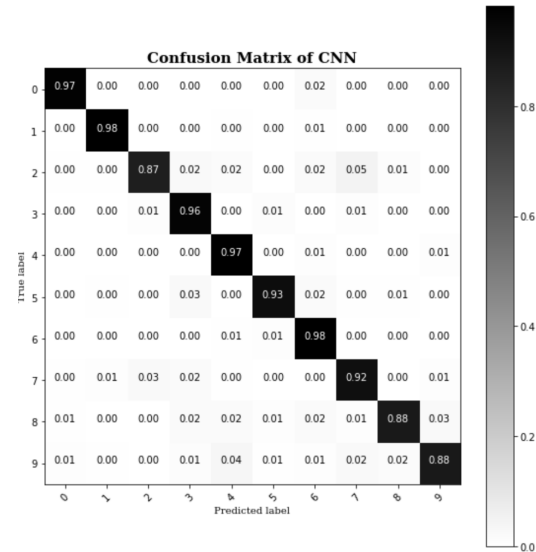 Confusion Matrix of CNN
0 0.97 0.00 0.00 0.00 0.00 0.00 0.02 0.00 0.00 0.00
1 0.00 0.98 0.00 0.00 0.00 0.00 0.01 0.00 0.00 0.00
2 0.00 0.00 0.87 0.02 0.02 0.00 0.02 0.05 0.01 0.00
3 0.00 0.00 0.01 0.96 0.00 0.01 0.00 0.01 0.00 0.00
4 0.00 0.00 0.00 0.00 0.97 0.00 0.01 0.00 0.00 0.01
5 0.00 0.00 0.00 0.03 0.00 0.93 0.02 0.00 0.01 0.00
6 0.00 0.00 0.00 0.00 0.01 0.01 0.98 0.00 0.00 0.00
7 0.00 0.01 0.03 0.02 0.00 0.00 0.00 0.92 0.00 0.01
8 0.01 0.00 0.00 0.02 0.02 0.01 0.02 0.01 0.88 0.03
9 0.01 0.00 0.00 0.01 0.04 0.01 0.01 0.02 0.02 0.88
0 1 2 3 4 5 6 7 8 9
Predicted label
True label
0.8
0.6
0.4
0.2
0.0